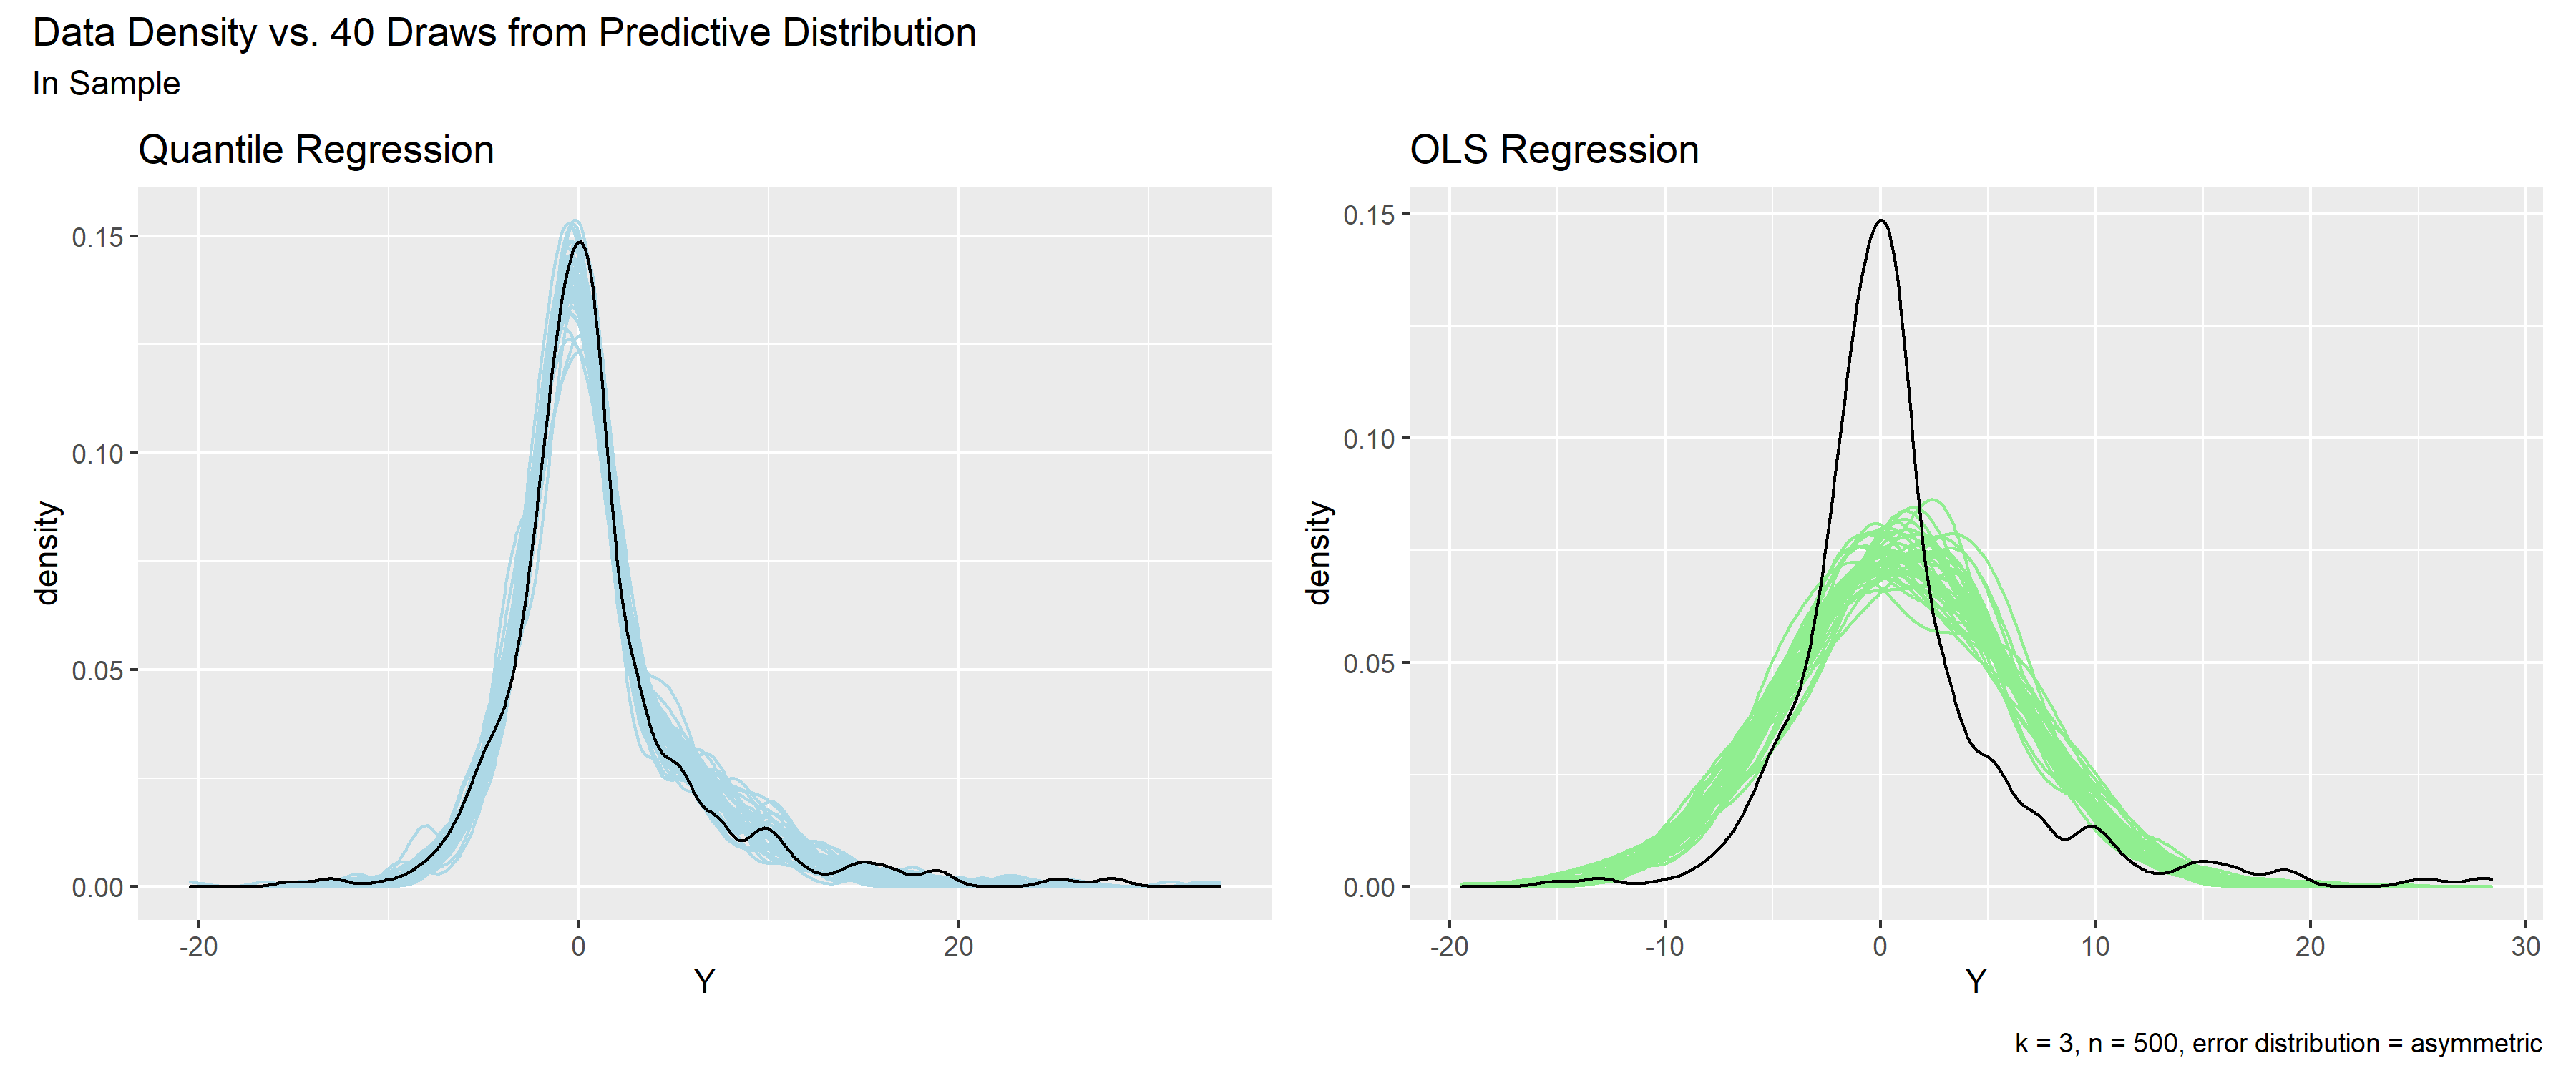 Data Density vs. 40 Draws from Predictive Distribution
In Sample
Quantile Regression
0.15
0.10
0.05
0.00
density
-20 0 20
Y
OLS Regression
0.15
0.10
0.05
0.00
density
-20 -10 0 10 20 30
Y
k = 3, n = 500, error distribution = asymmetric